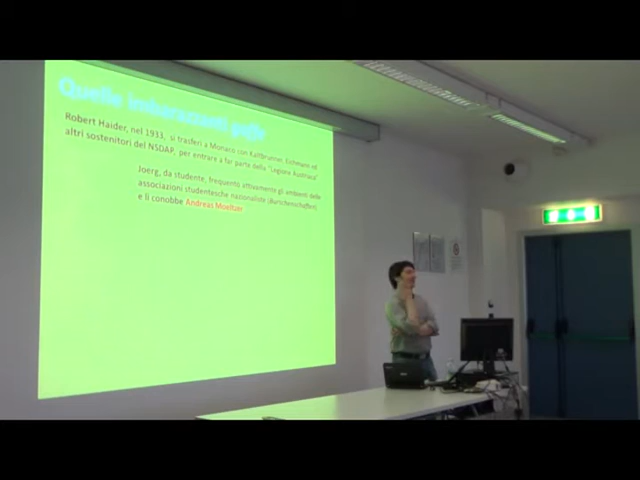 Quelle imbarazzanti gaffe
Robert Haider, nel 1933, si trasferì a Monaco con Kaltbrunner, Eichmann ed
altri sostenitori del NSDAP, per entrare a far parte della "Legione Austriaca"
Joerg, da studente, frequentò attivamente gli ambienti delle
associazioni studentesche nazionaliste (Burschenschaften)
e lì conobbe Andreas Moelzer